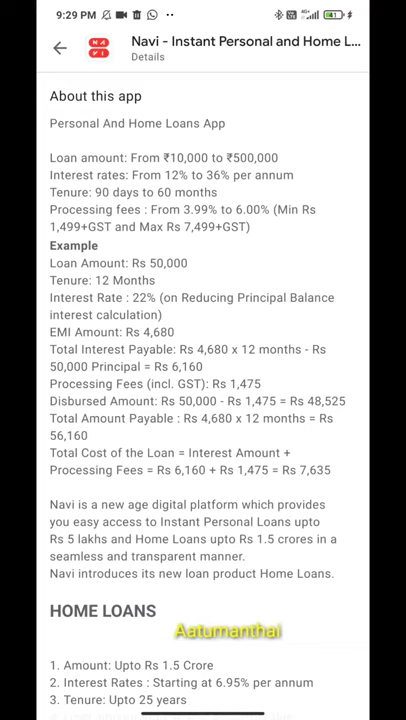 9:29 PM
4G+
41
NA
VI
Navi - Instant Personal and Home L...
Details
About this app
Personal And Home Loans App
Loan amount: From ₹10,000 to ₹500,000
Interest rates: From 12% to 36% per annum
Tenure: 90 days to 60 months
Processing fees : From 3.99% to 6.00% (Min Rs
1,499+GST and Max Rs 7,499+GST)
Example
Loan Amount: Rs 50,000
Tenure: 12 Months
Interest Rate : 22% (on Reducing Principal Balance
interest calculation)
EMI Amount: Rs 4,680
Total Interest Payable: Rs 4,680 x 12 months - Rs
50,000 Principal = Rs 6,160
Processing Fees (incl. GST): Rs 1,475
Disbursed Amount: Rs 50,000 - Rs 1,475 = Rs 48,525
Total Amount Payable : Rs 4,680 x 12 months = Rs
56,160
Total Cost of the Loan = Interest Amount +
Processing Fees = Rs 6,160 + Rs 1,475 = Rs 7,635
Navi is a new age digital platform which provides
you easy access to Instant Personal Loans upto
Rs 5 lakhs and Home Loans upto Rs 1.5 crores in a
seamless and transparent manner.
Navi introduces its new loan product Home Loans.
HOME LOANS
Aatumanthai
1. Amount: Upto Rs 1.5 Crore
2. Interest Rates : Starting at 6.95% per annum
3. Tenure: Upto 25 years